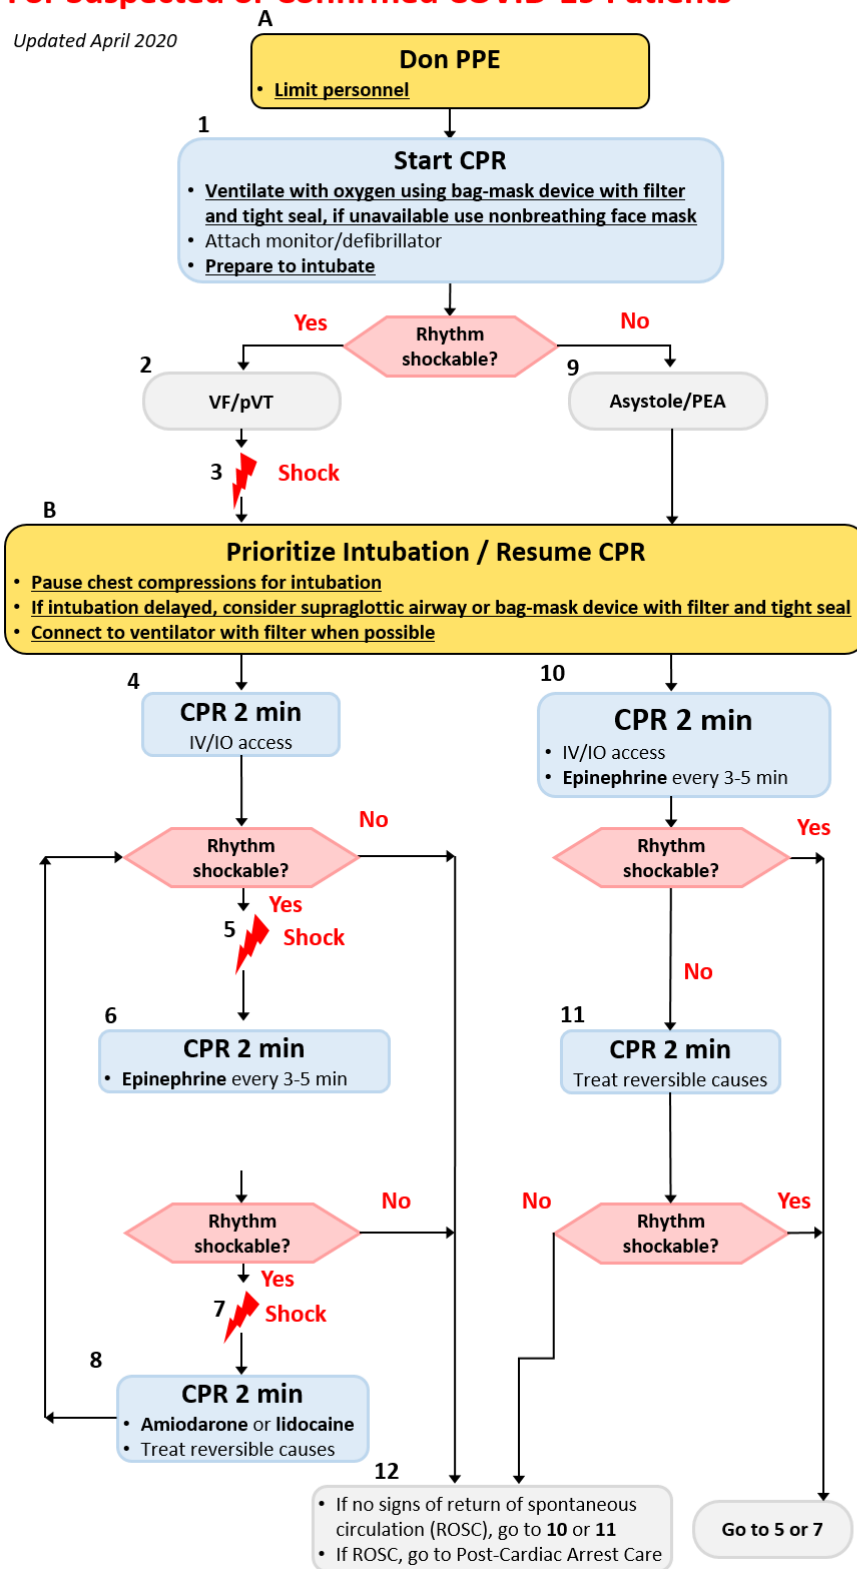 For Suspected or Confirmed COVID-19 Patients
Updated April 2020
A
Don PPE
• Limit personnel
1
Start CPR
• Ventilate with oxygen using bag-mask device with filter
and tight seal, if unavailable use nonbreathing face mask
• Attach monitor/defibrillator
• Prepare to intubate
Yes
Rhythm
shockable?
No
2
VF/pVT
9
Asystole/PEA
3
Shock
B
Prioritize Intubation / Resume CPR
• Pause chest compressions for intubation
• If intubation delayed, consider supraglottic airway or bag-mask device with filter and tight seal
• Connect to ventilator with filter when possible
4
CPR 2 min
IV/IO access
10
CPR 2 min
• IV/IO access
• Epinephrine every 3-5 min
Rhythm
shockable?
No
Rhythm
shockable?
Yes
Yes
5
Shock
No
6
CPR 2 min
• Epinephrine every 3-5 min
11
CPR 2 min
Treat reversible causes
Rhythm
shockable?
No
No
Rhythm
shockable?
Yes
Yes
7
Shock
8
CPR 2 min
• Amiodarone or lidocaine
• Treat reversible causes
12
• If no signs of return of spontaneous
circulation (ROSC), go to 10 or 11
• If ROSC, go to Post-Cardiac Arrest Care
Go to 5 or 7